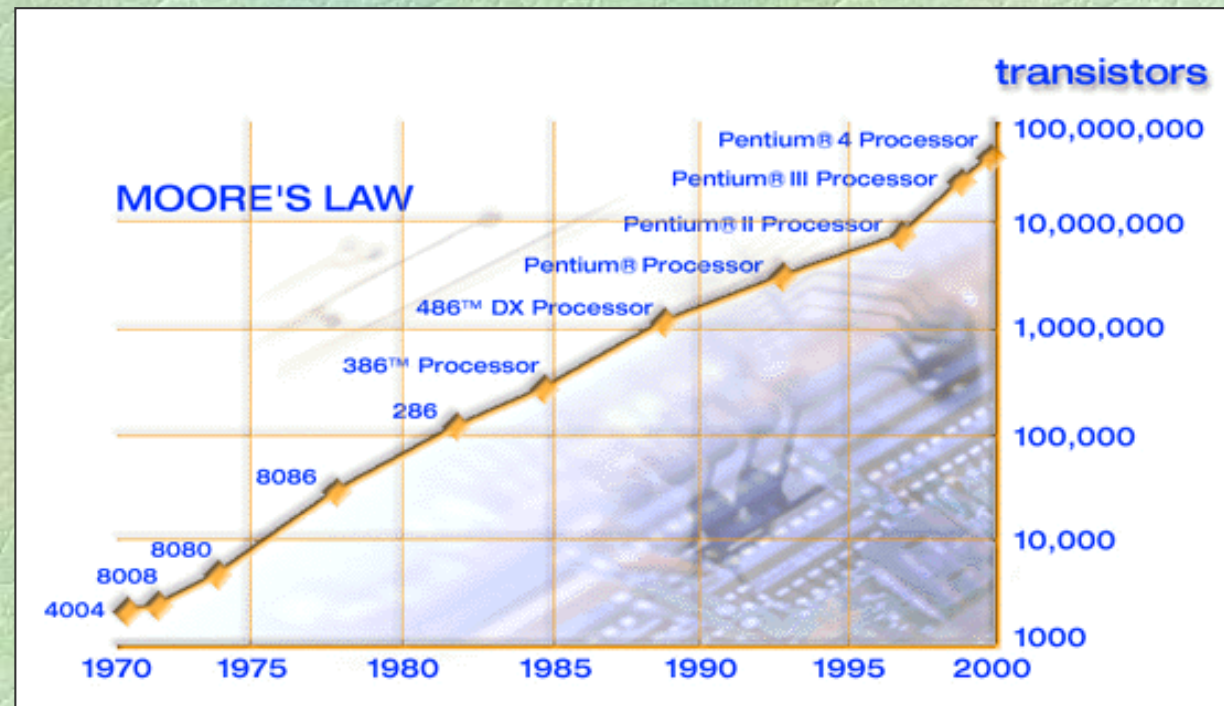 transistors
100,000,000
Pentium® 4 Processor
Pentium® III Processor
MOORE'S LAW
10,000,000
Pentium® II Processor
Pentium® Processor
486™ DX Processor
1,000,000
386™ Processor
286
100,000
8086
8080
10,000
8008
4004
1000
1970 1975 1980 1985 1990 1995 2000